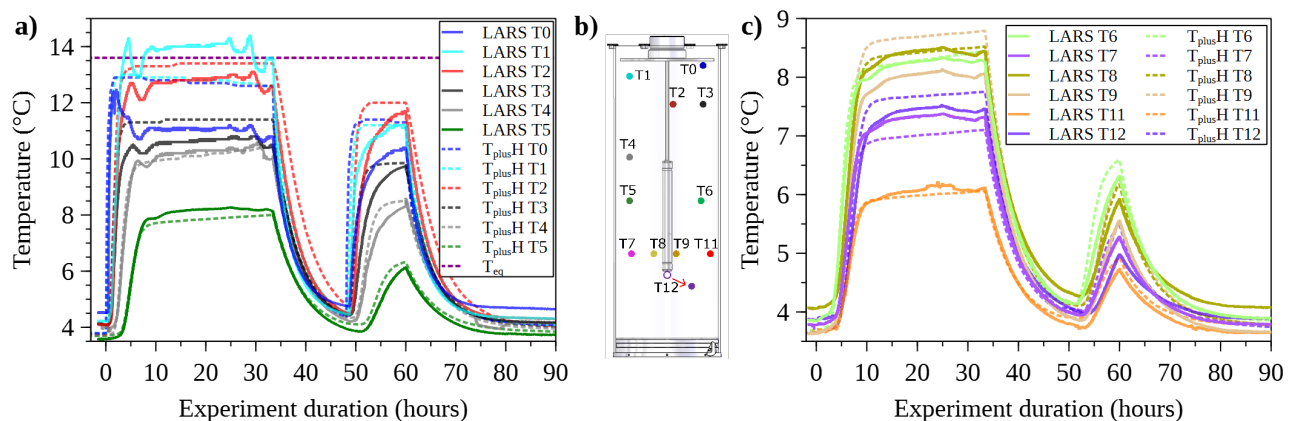 a)
Temperature (°C)
14
12
10
8
6
4
0 10 20 30 40 50 60 70 80 90
Experiment duration (hours)
LARS T0
LARS T1
LARS T2
LARS T3
LARS T4
LARS T5
TplusH T0
TplusH T1
TplusH T2
TplusH T3
TplusH T4
TplusH T5
Teq
b)
T0
T1
T2 T3
T4
T5 T6
T7 T8 T9 T11
T12
c)
Temperature (°C)
9
8
7
6
5
4
0 10 20 30 40 50 60 70 80 90
Experiment duration (hours)
LARS T6 TplusH T6
LARS T7 TplusH T7
LARS T8 TplusH T8
LARS T9 TplusH T9
LARS T11 TplusH T11
LARS T12 TplusH T12